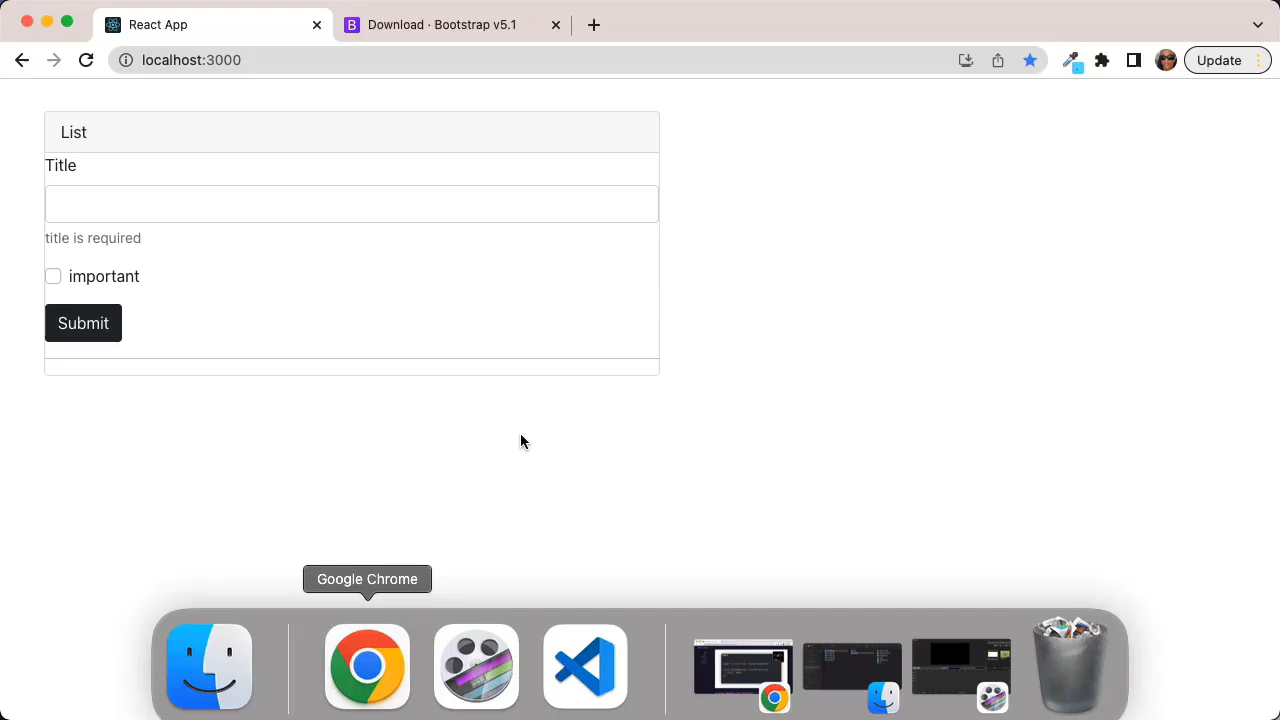 React App
B Download · Bootstrap v5.1
localhost:3000
Update
List
Title
title is required
important
Submit
Google Chrome